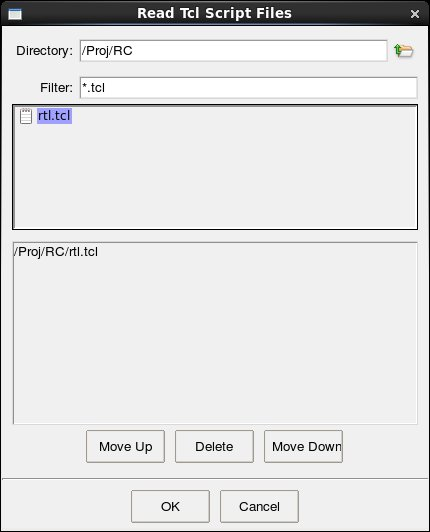 Read Tcl Script Files
Directory: /Proj/RC
Filter: *.tcl
rtl.tcl
/Proj/RC/rtl.tcl
Move Up Delete Move Down
OK Cancel